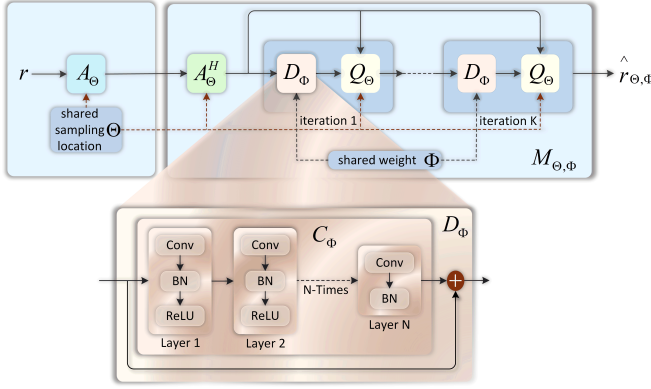 r
A_Θ
A_Θ^H
D_Φ
Q_Θ
D_Φ
Q_Θ
^
r_Θ,Φ
shared
sampling Θ
location
iteration 1
iteration K
shared weight Φ
M_Θ,Φ
D_Φ
C_Φ
Conv
BN
ReLU
Layer 1
Conv
BN
ReLU
Layer 2
N-Times
Conv
BN
Layer N
+